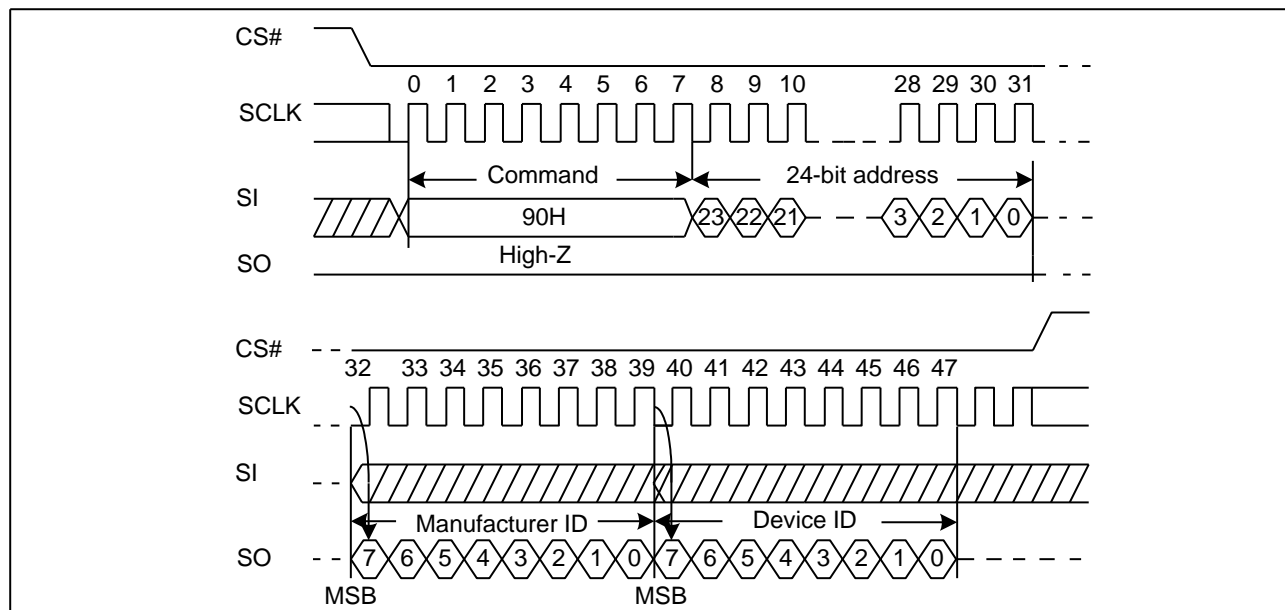 CS#
0 1 2 3 4 5 6 7 8 9 10 28 29 30 31
SCLK
Command 24-bit address
SI
90H 23 22 21 3 2 1 0
High-Z
SO
CS#
32 33 34 35 36 37 38 39 40 41 42 43 44 45 46 47
SCLK
SI
Manufacturer ID Device ID
SO 7 6 5 4 3 2 1 0 7 6 5 4 3 2 1 0
MSB MSB